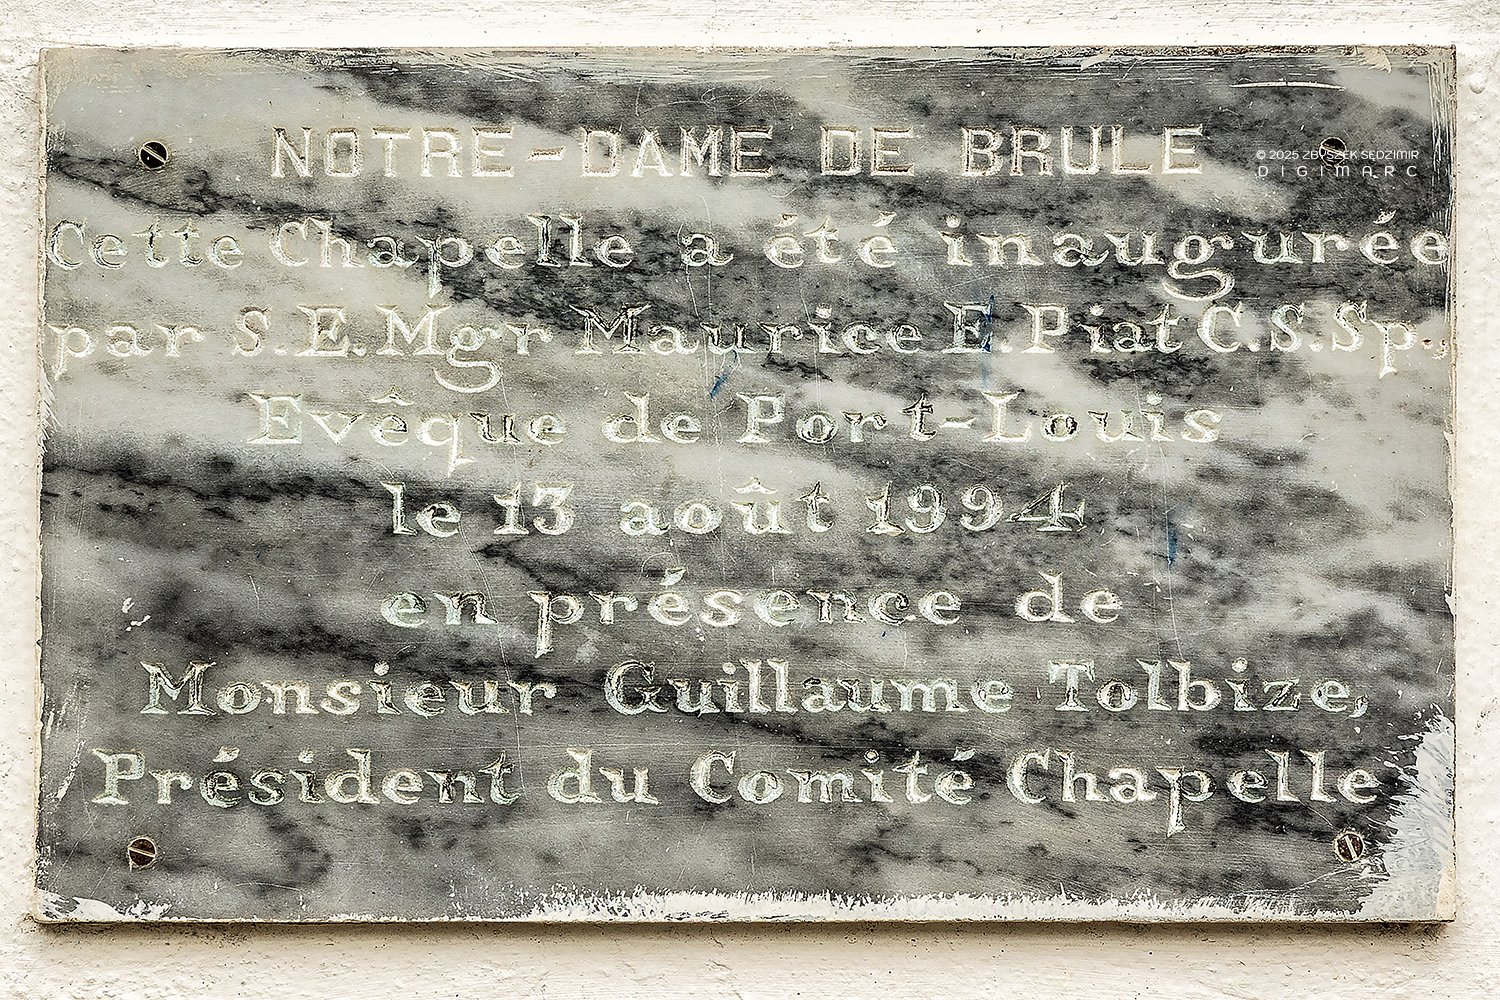 NOTRE-DAME DE BRULE
© 2025 ZBYSZEK SEDZIMIR
DIGIMARC
Cette Chapelle a été inaugurée
par S.E.Mgr Maurice E.Piat C.S.Sp.,
Evêque de Port-Louis
le 13 août 1994
en présence de
Monsieur Guillaume Tolbize,
Président du Comité Chapelle